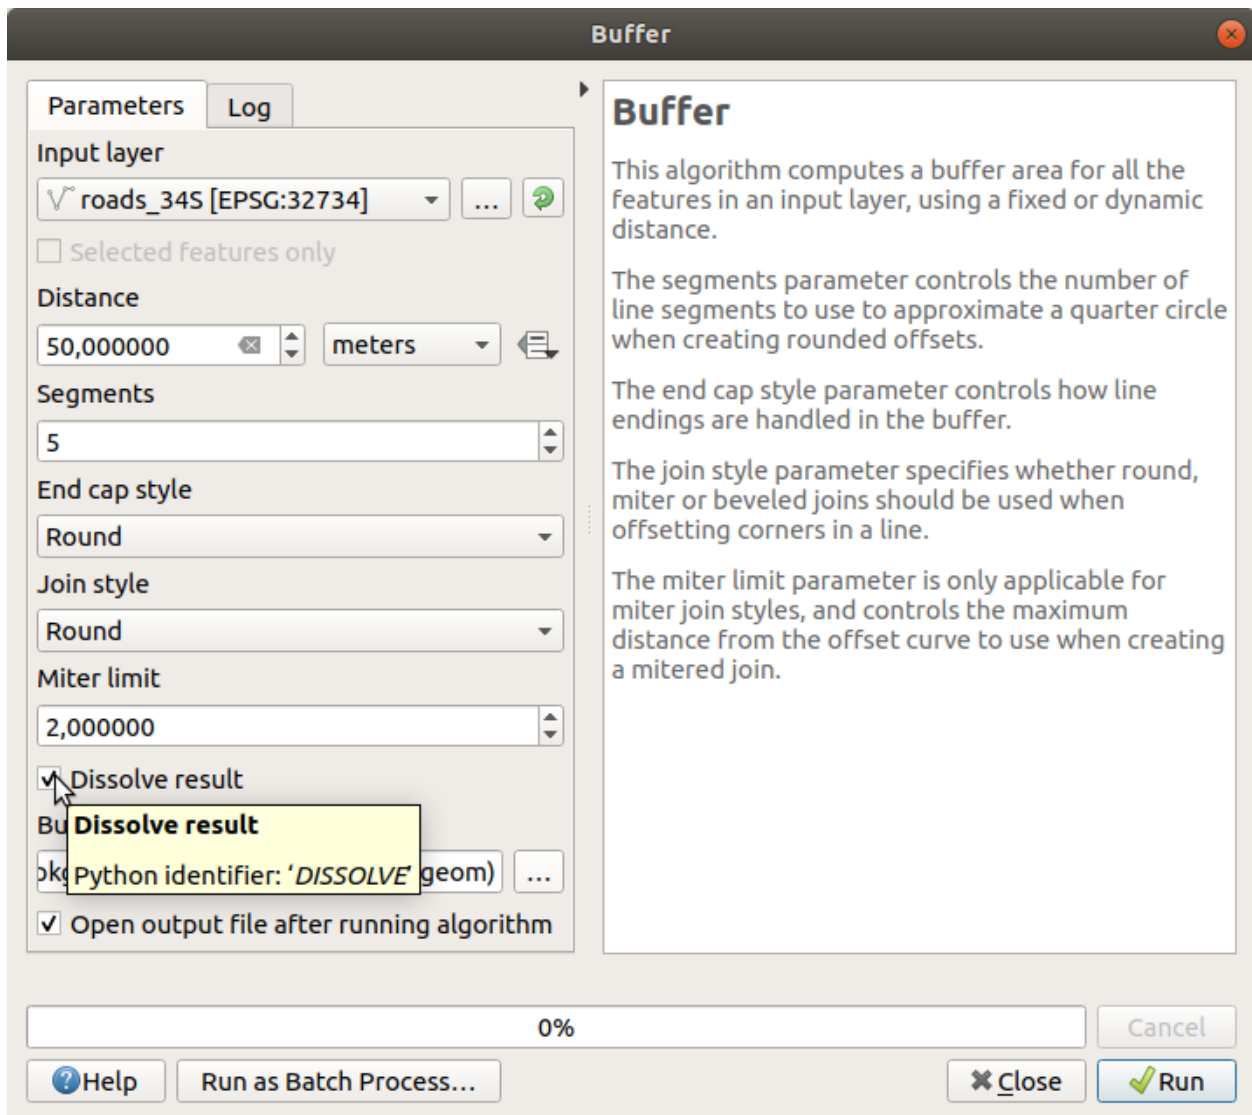 Buffer
Parameters
Log
Input layer
roads_34S [EPSG:32734]
...
Selected features only
Distance
50,000000
meters
Segments
5
End cap style
Round
Join style
Round
Miter limit
2,000000
Dissolve result
Dissolve result
Python identifier: ‘DISSOLVE’
geom)
...
Open output file after running algorithm
Buffer
This algorithm computes a buffer area for all the
features in an input layer, using a fixed or dynamic
distance.
The segments parameter controls the number of
line segments to use to approximate a quarter circle
when creating rounded offsets.
The end cap style parameter controls how line
endings are handled in the buffer.
The join style parameter specifies whether round,
miter or beveled joins should be used when
offsetting corners in a line.
The miter limit parameter is only applicable for
miter join styles, and controls the maximum
distance from the offset curve to use when creating
a mitered join.
0%
Cancel
Help
Run as Batch Process...
Close
Run